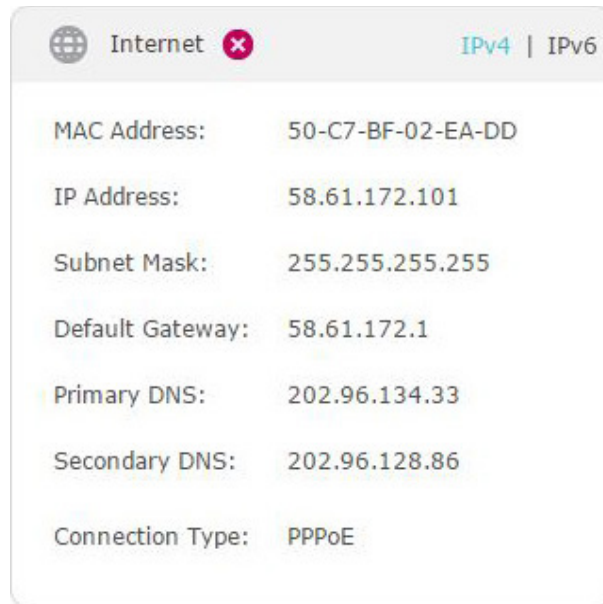 Internet IPv4 | IPv6
MAC Address: 50-C7-BF-02-EA-DD
IP Address: 58.61.172.101
Subnet Mask: 255.255.255.255
Default Gateway: 58.61.172.1
Primary DNS: 202.96.134.33
Secondary DNS: 202.96.128.86
Connection Type: PPPoE